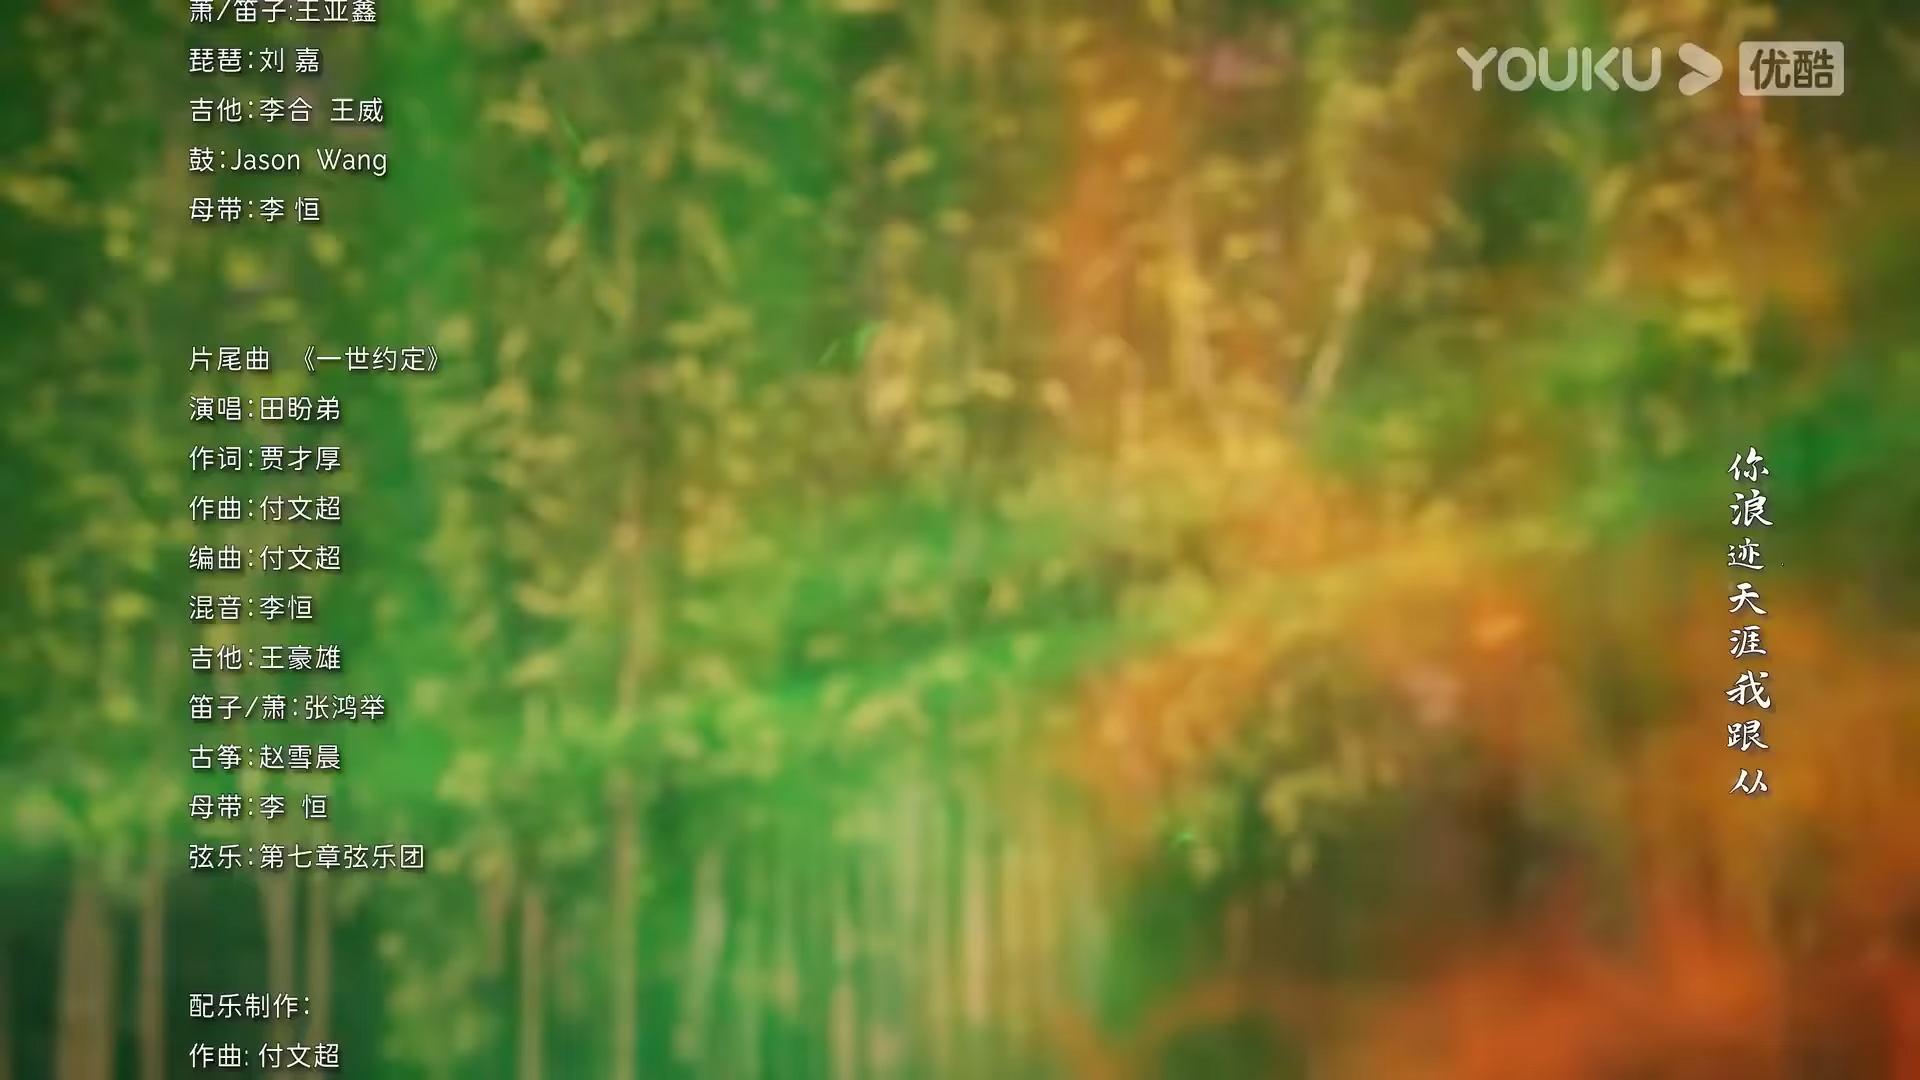 萧/笛子:王亚鑫
琵琶:刘 嘉
吉他:李合 王威
鼓:Jason Wang
母带:李 恒
片尾曲 《一世约定》
演唱:田盼弟
作词:贾才厚
作曲:付文超
编曲:付文超
混音:李恒
吉他:王豪雄
笛子/萧:张鸿举
古筝:赵雪晨
母带:李 恒
弦乐:第七章弦乐团
配乐制作:
作曲: 付文超
YOUKU 优酷
你浪迹天涯我跟从